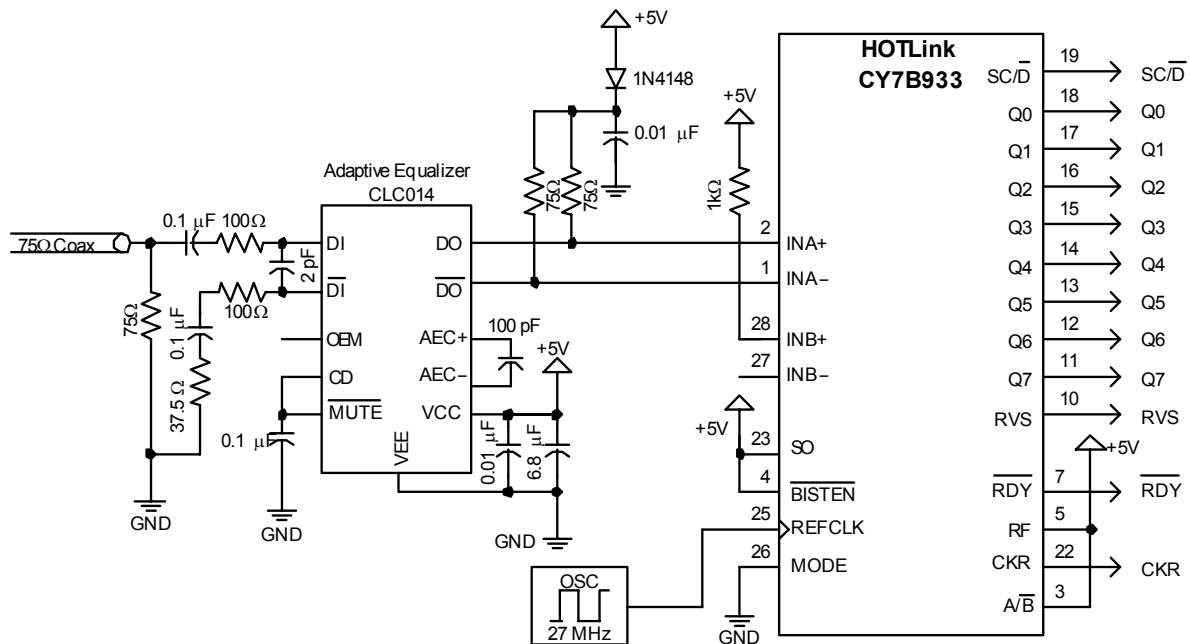 +5V
1N4148
0.01 μF
+5V
1kΩ
75Ω
75Ω
HOTLink
CY7B933
Adaptive Equalizer
CLC014
75Ω Coax
0.1 μF
100Ω
2 pF
100Ω
75Ω
0.1 μF
37.5 Ω
GND
DI
DI
OEM
CD
MUTE
VEE
DO
DO
AEC+
AEC−
VCC
0.1 μF
GND
100 pF
+5V
0.01 μF
6.8 μF
GND
2
INA+
1
INA−
28
INB+
27
INB−
+5V
23
SO
4
BISTEN
25
REFCLK
26
MODE
GND
OSC
27 MHz
SC/D
19
SC/D
Q0
18
Q0
Q1
17
Q1
Q2
16
Q2
Q3
15
Q3
Q4
14
Q4
Q5
13
Q5
Q6
12
Q6
Q7
11
Q7
RVS
10
RVS
+5V
RDY
7
RDY
RF
5
CKR
22
CKR
A/B
3